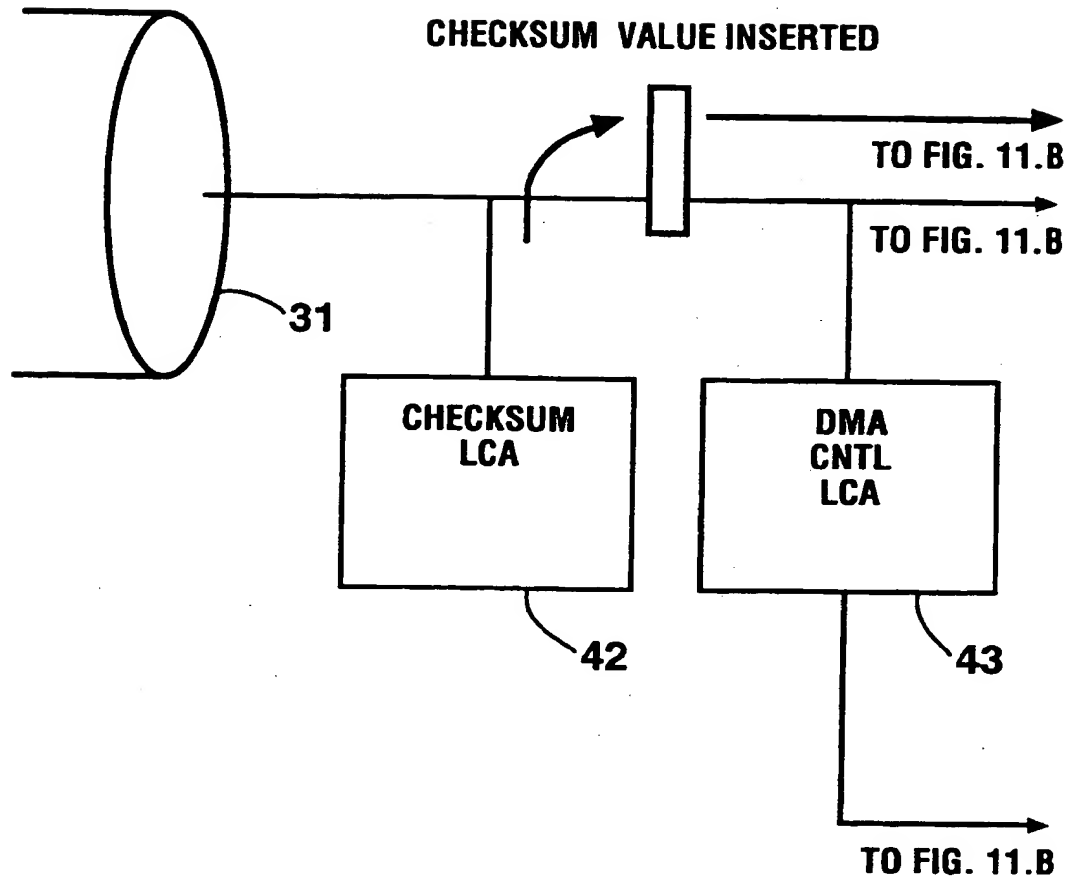 CHECKSUM VALUE INSERTED
TO FIG. 11.B
TO FIG. 11.B
31
CHECKSUM
LCA
DMA
CNTL
LCA
42
43
TO FIG. 11.B